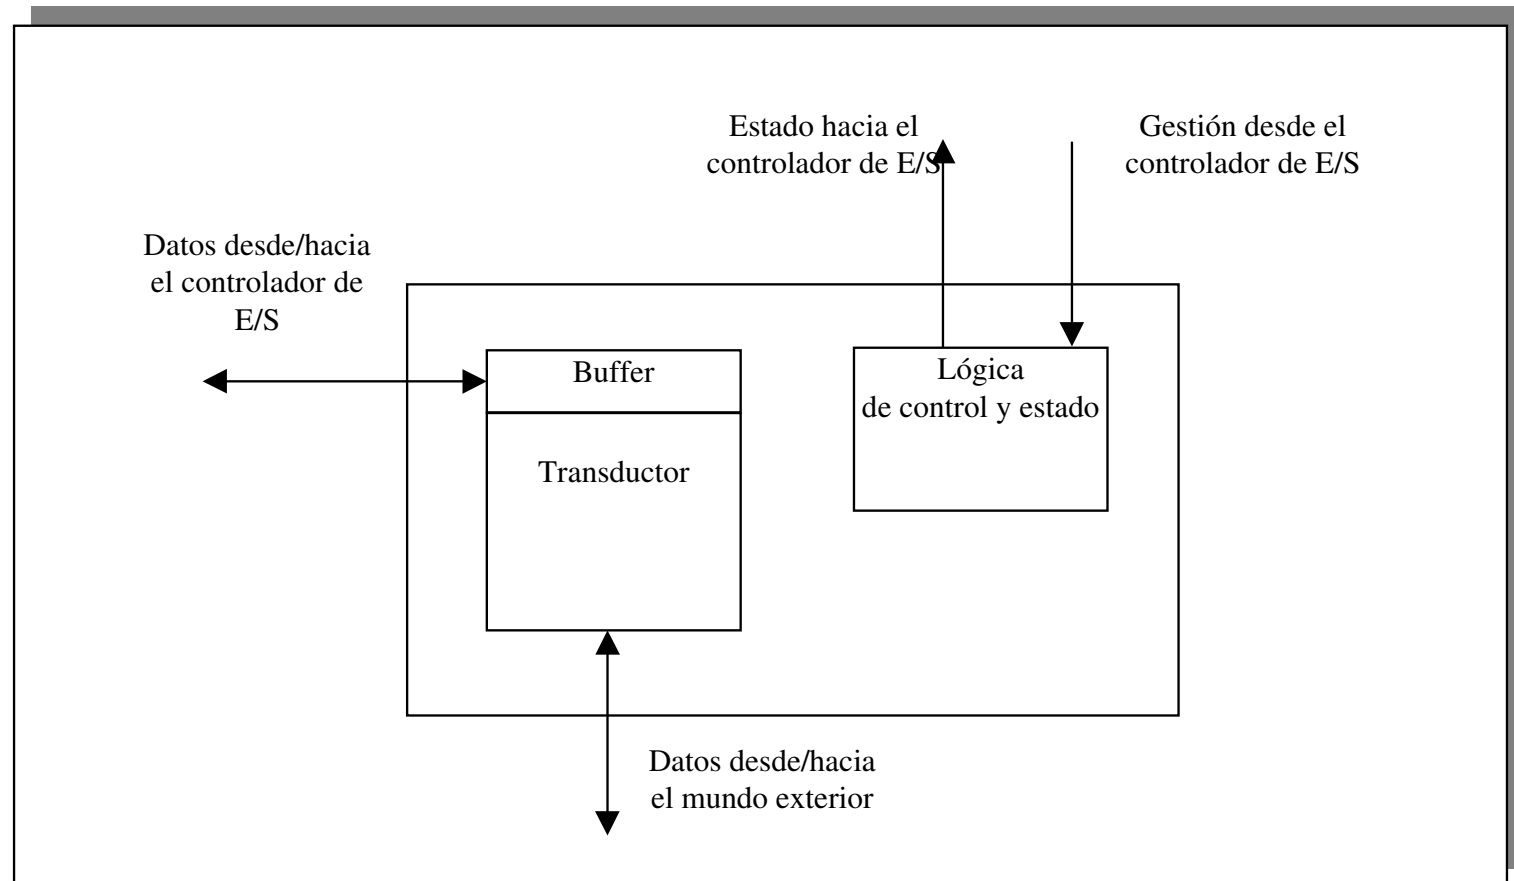 Estado hacia el
controlador de E/S
Gestión desde el
controlador de E/S
Datos desde/hacia
el controlador de
E/S
Buffer
Transductor
Lógica
de control y estado
Datos desde/hacia
el mundo exterior